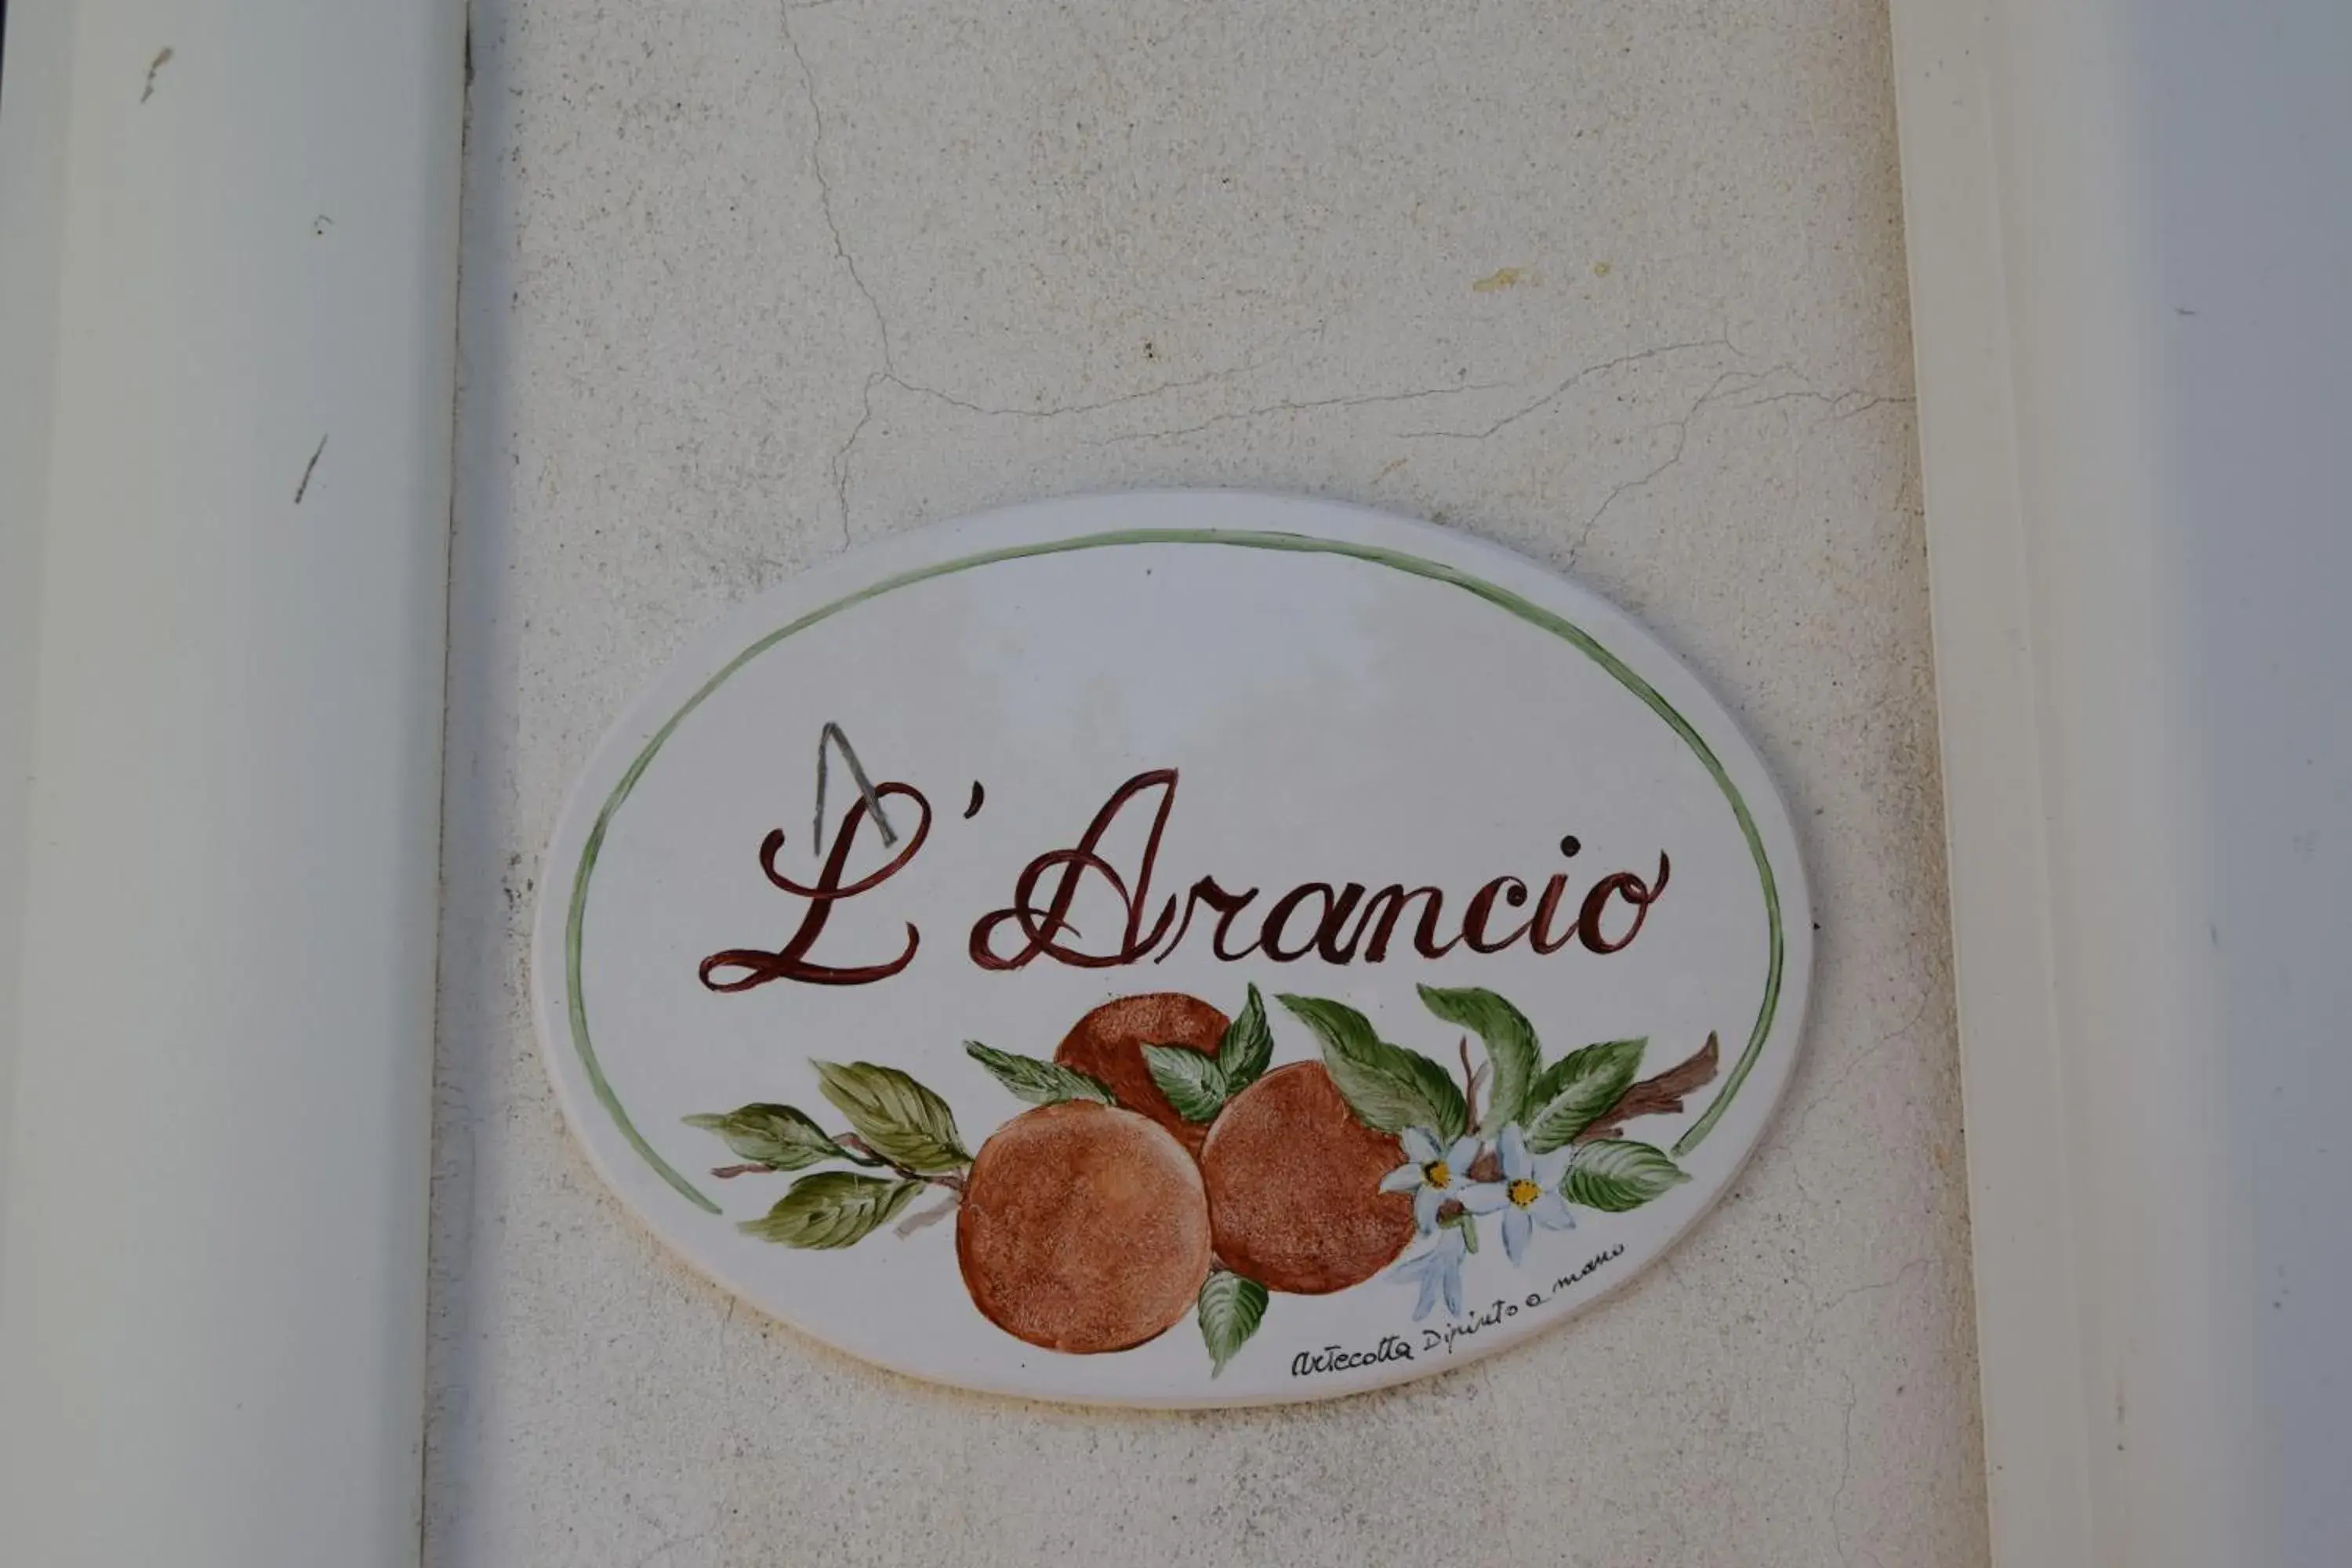 L'Arancio
artecotta Dipinto a mano